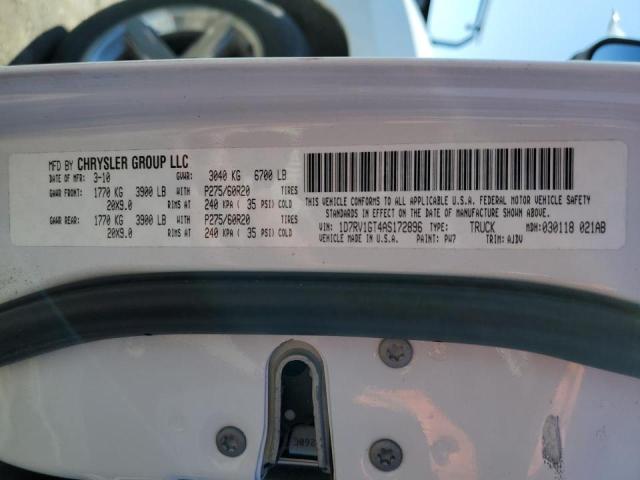 MFD BY CHRYSLER GROUP LLC
DATE OF MFR: 3-10 GVWR: 3040 KG 6700 LB
GAWR FRONT: 1770 KG 3900 LB WITH P275/60R20 TIRES
20X9.0 RIMS AT 240 KPA ( 35 PSI) COLD
GAWR REAR: 1770 KG 3900 LB WITH P275/60R20 TIRES
20X9.0 RIMS AT 240 KPA ( 35 PSI) COLD
THIS VEHICLE CONFORMS TO ALL APPLICABLE U.S.A. FEDERAL MOTOR VEHICLE SAFETY
STANDARDS IN EFFECT ON THE DATE OF MANUFACTURE SHOWN ABOVE.
VIN: 1D7RV1GT4AS172896 TYPE: TRUCK MDH: 030118 021AB
VEHICLE MADE IN U.S.A. PAINT: PW7 TRIM: AJDV